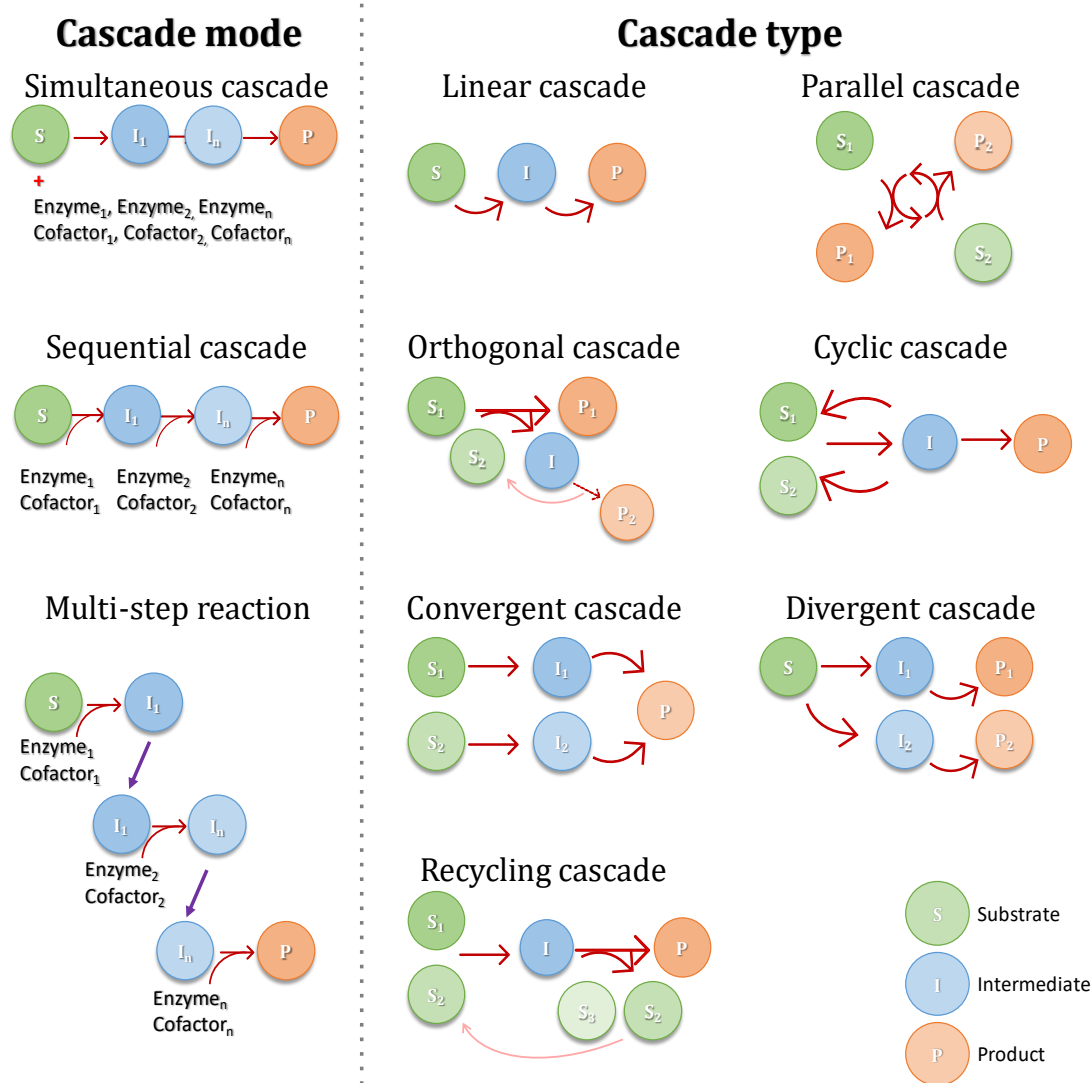 Cascade mode
Simultaneous cascade
S I₁ Iₙ P
+
Enzyme₁, Enzyme₂, Enzymeₙ
Cofactor₁, Cofactor₂, Cofactorₙ
Sequential cascade
S I₁ Iₙ P
Enzyme₁ Enzyme₂ Enzymeₙ
Cofactor₁ Cofactor₂ Cofactorₙ
Multi-step reaction
S I₁
Enzyme₁
Cofactor₁
I₁ Iₙ
Enzyme₂
Cofactor₂
Iₙ P
Enzymeₙ
Cofactorₙ
Cascade type
Linear cascade
S I P
Parallel cascade
S₁ P₂
P₁ S₂
Orthogonal cascade
S₁ P₁
S₂ I
P₂
Cyclic cascade
S₁
I P
S₂
Convergent cascade
S₁ I₁
P
S₂ I₂
Divergent cascade
S I₁ P₁
I₂ P₂
Recycling cascade
S₁
I P
S₂
S₃ S₂
S Substrate
I Intermediate
P Product